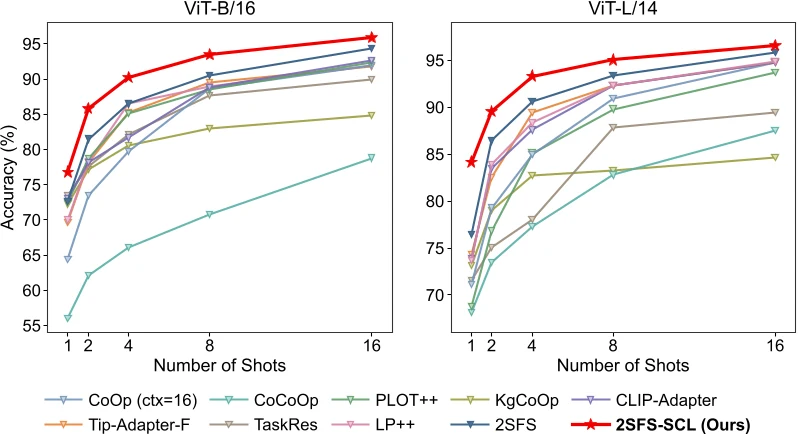 ViT-B/16
ViT-L/14
Accuracy (%)
95
90
85
80
75
70
65
60
55
95
90
85
80
75
70
1 2 4 8 16
1 2 4 8 16
Number of Shots
Number of Shots
CoOp (ctx=16) CoCoOp PLOT++ KgCoOp CLIP-Adapter
Tip-Adapter-F TaskRes LP++ 2SFS 2SFS-SCL (Ours)